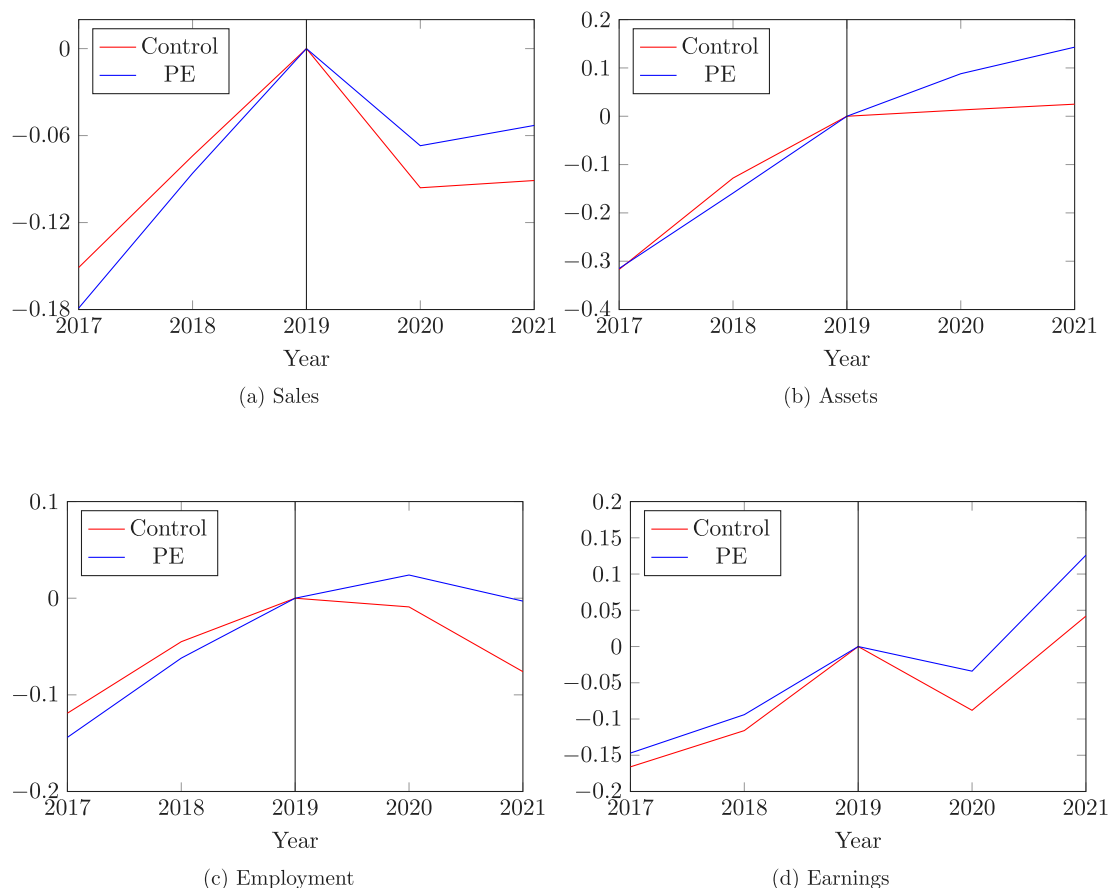 Control
PE
0
−0.06
−0.12
−0.18
2017 2018 2019 2020 2021
Year
(a) Sales
Control
PE
0.2
0.1
0
−0.1
−0.2
−0.3
−0.4
2017 2018 2019 2020 2021
Year
(b) Assets
Control
PE
0.1
0
−0.1
−0.2
2017 2018 2019 2020 2021
Year
(c) Employment
Control
PE
0.2
0.15
0.1
0.05
0
−0.05
−0.1
−0.15
−0.2
2017 2018 2019 2020 2021
Year
(d) Earnings